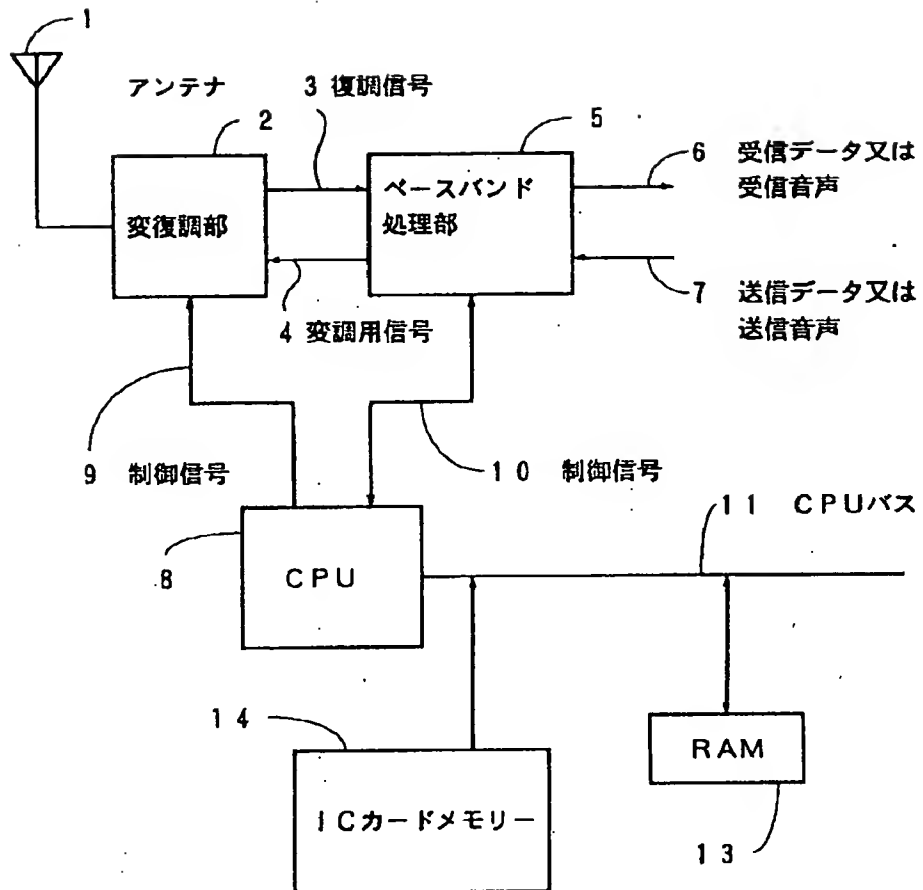 1
アンテナ
3 復調信号
2
5
6 受信データ又は
受信音声
変復調部
ベースバンド
処理部
4 変調用信号
7 送信データ又は
送信音声
9 制御信号
10 制御信号
11 CPUバス
8
CPU
14
RAM
ICカードメモリー
13